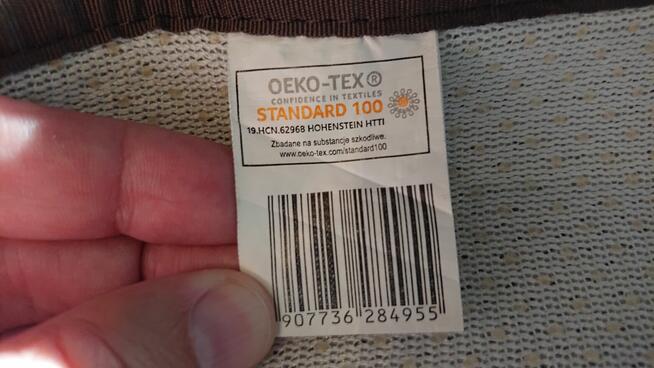 OEKO-TEX®
CONFIDENCE IN TEXTILES
STANDARD 100
19.HCN.62968 HOHENSTEIN HTTI
Zbadane na substancje szkodliwe.
www.oeko-tex.com/standard100
907736 284955